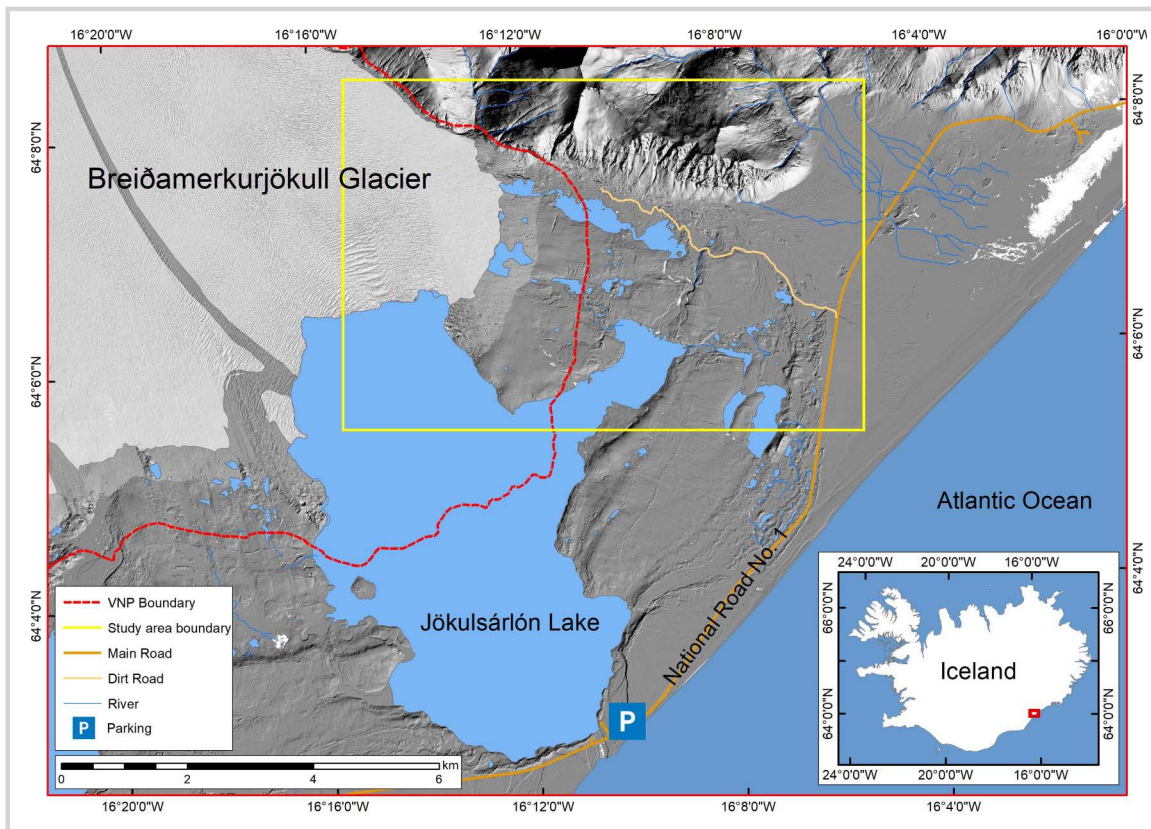 16°20'0"W 16°16'0"W 16°12'0"W 16°8'0"W 16°4'0"W 16°0'0"W
64°8'0"N
64°8'0"N
Breiðamerkurjökull Glacier
64°6'0"N
64°6'0"N
Atlantic Ocean
National Road No. 1
64°4'0"N
64°4'0"N
Jökulsárlón Lake
P
VNP Boundary
Study area boundary
Main Road
Dirt Road
River
P Parking
0 2 4 6 km
24°0'0"W 20°0'0"W 16°0'0"W
66°0'0"N
66°0'0"N
Iceland
64°0'0"N
64°0'0"N
24°0'0"W 20°0'0"W 16°0'0"W
16°20'0"W 16°16'0"W 16°12'0"W 16°8'0"W 16°4'0"W